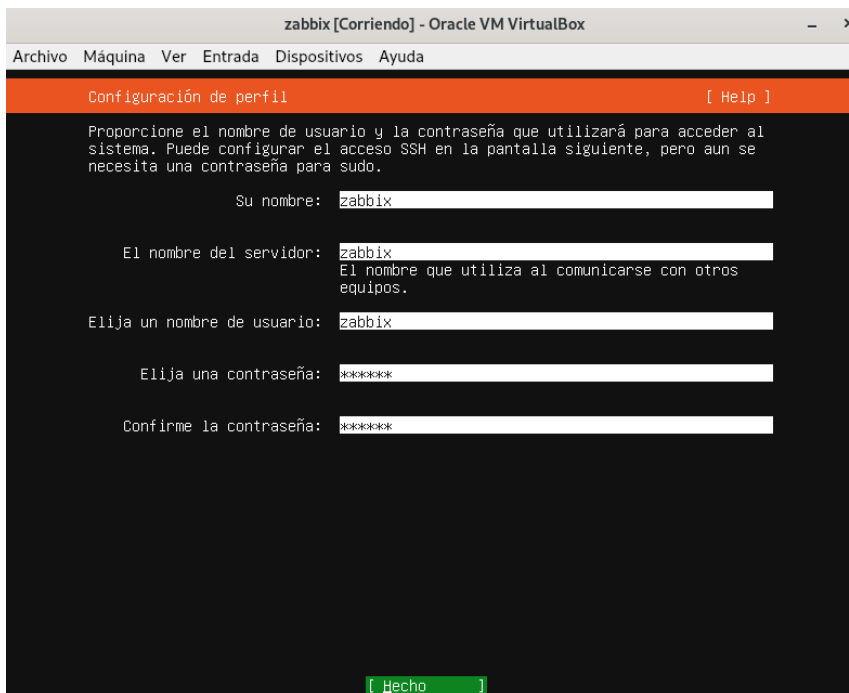 zabbix [Corriendo] - Oracle VM VirtualBox
Archivo Máquina Ver Entrada Dispositivos Ayuda
Configuración de perfil [ Help ]
Proporcione el nombre de usuario y la contraseña que utilizará para acceder al
sistema. Puede configurar el acceso SSH en la pantalla siguiente, pero aun se
necesita una contraseña para sudo.
Su nombre: zabbix
El nombre del servidor: zabbix
El nombre que utiliza al comunicarse con otros
equipos.
Elija un nombre de usuario: zabbix
Elija una contraseña: ******
Confirme la contraseña: ******
[ Hecho ]